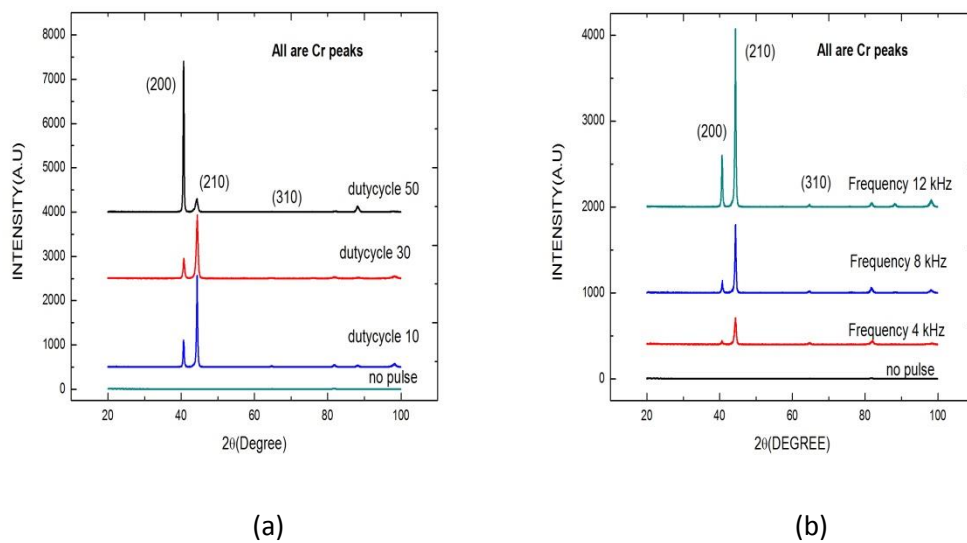 All are Cr peaks
(200)
(210)
(310)
dutycycle 50
dutycycle 30
dutycycle 10
no pulse
8000
7000
6000
5000
4000
3000
2000
1000
0
INTENSITY(A.U)
20 40 60 80 100
2θ(Degree)
(a)
All are Cr peaks
(210)
(200)
(310)
Frequency 12 kHz
Frequency 8 kHz
Frequency 4 kHz
no pulse
4000
3000
2000
1000
0
INTENSITY(A.U)
20 40 60 80 100
2θ(DEGREE)
(b)